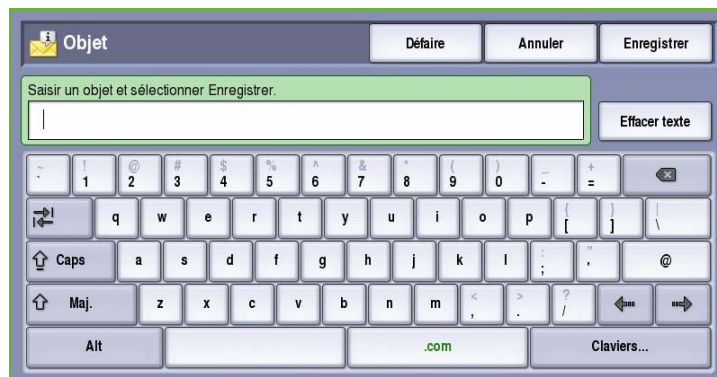 Objet Défaire Annuler Enregistrer
Saisir un objet et sélectionner Enregistrer.
Effacer texte
~ ! @ # $ % ^ & * ( ) _ +
` 1 2 3 4 5 6 7 8 9 0 - =
q w e r t y u i o p { [ } ] | \
Caps a s d f g h j k l : ; " ' @
Maj. z x c v b n m < , > . ? /
Alt .com Claviers...